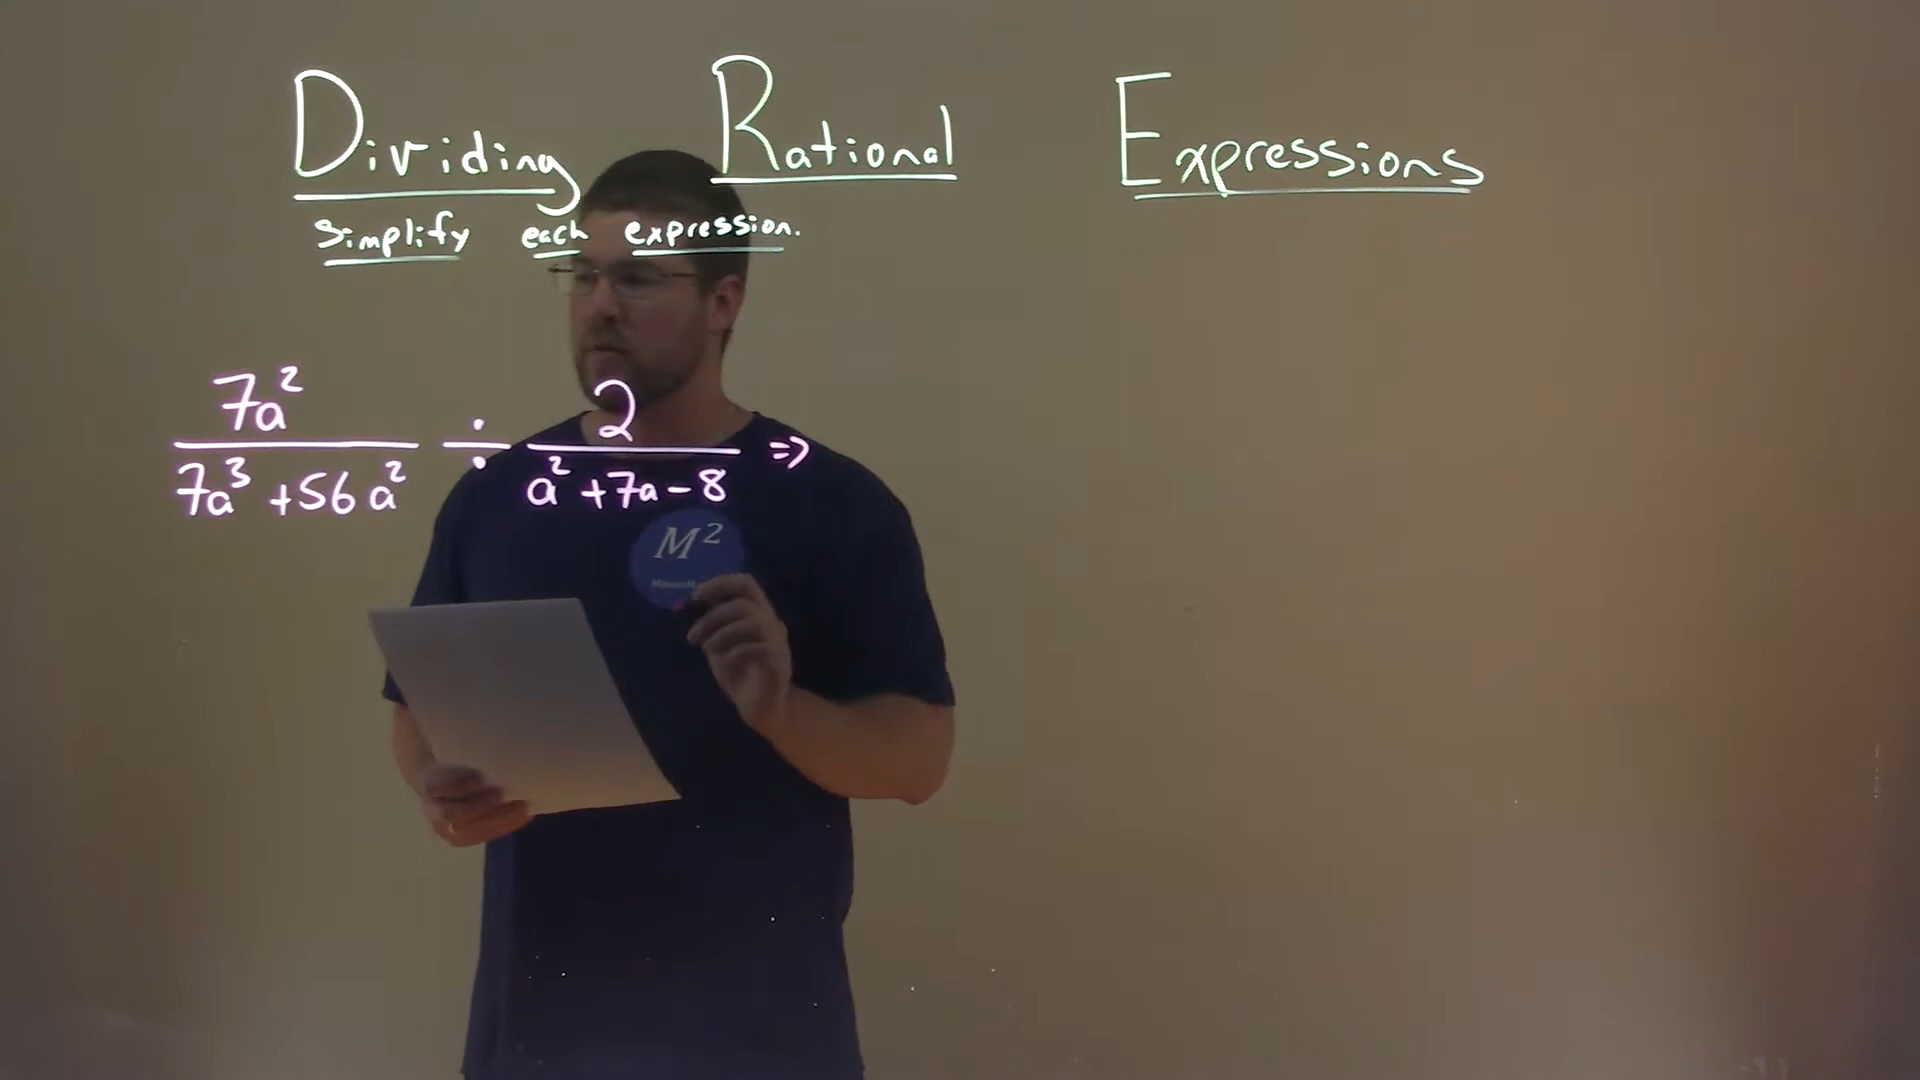 Dividing Rational Expressions
Simplify each expression.
7a² / (7a³ + 56a²) ÷ 2 / (a² + 7a - 8) ⇒
M²